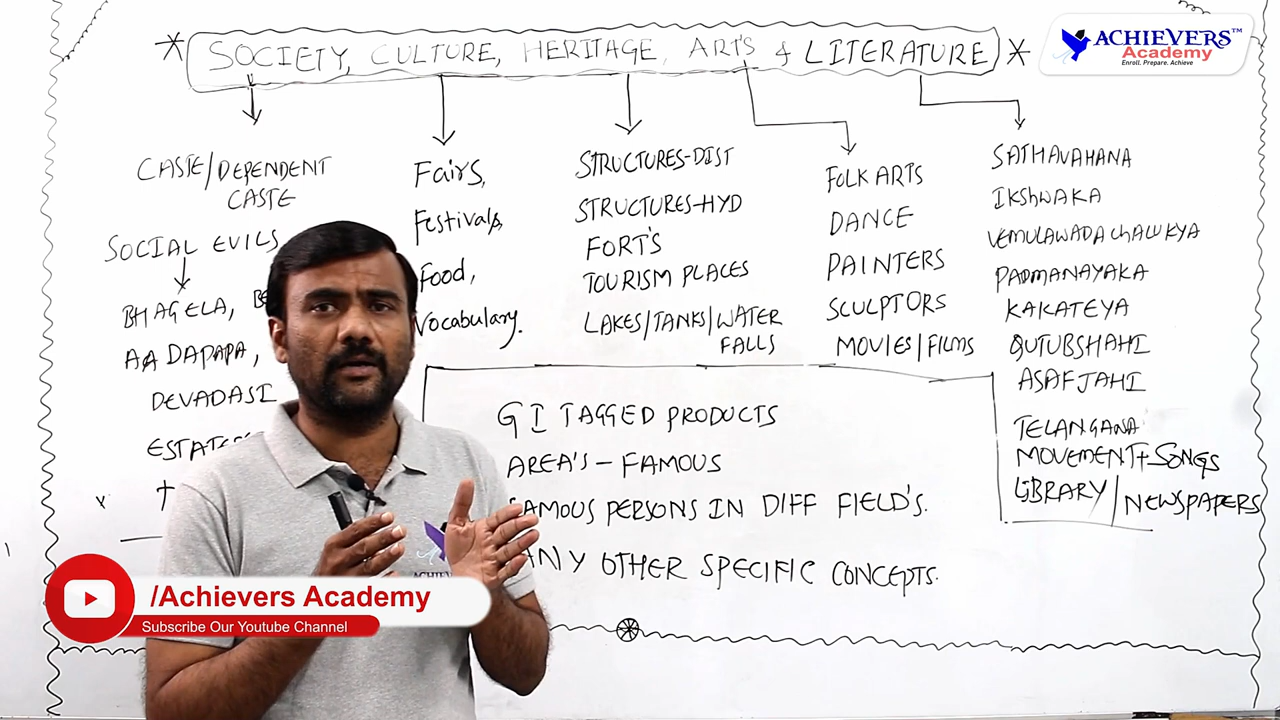 * SOCIETY, CULTURE, HERITAGE, ARTS & LITERATURE *
ACHIEVERS™
Academy
Enroll. Prepare. Achieve
CASTE/DEPENDENT
CASTE
SOCIAL EVILS
BHAGELA,
AADAPAPA,
DEVADASI
Fairs,
Festivals,
Food,
Vocabulary.
STRUCTURES-DIST
STRUCTURES-HYD
FORT'S
TOURISM PLACES
LAKES/TANKS/WATER
FALLS
FOLK ARTS
DANCE
PAINTERS
SCULPTORS
MOVIES/FILMS
SATHAVAHANA
IKSHWAKA
VEMULAWADA CHALUKYA
PADMANAYAKA
KAKATEYA
QUTUBSHAHI
ASAFJAHI
TELANGANA
MOVEMENT+SONGS
LIBRARY/NEWSPAPERS
GI TAGGED PRODUCTS
AREA'S - FAMOUS
FAMOUS PERSONS IN DIFF FIELD'S.
ANY OTHER SPECIFIC CONCEPTS.
/Achievers Academy
Subscribe Our Youtube Channel